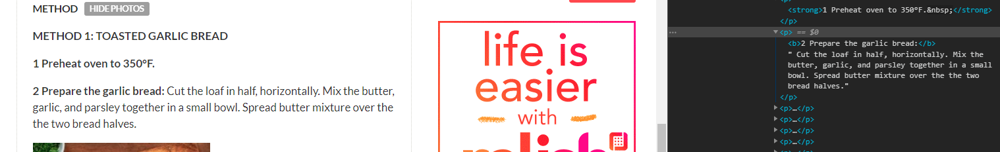 METHOD HIDE PHOTOS
METHOD 1: TOASTED GARLIC BREAD
1 Preheat oven to 350°F.
2 Prepare the garlic bread: Cut the loaf in half, horizontally. Mix the butter,
garlic, and parsley together in a small bowl. Spread butter mixture over the
the two bread halves.
life is
easier
with
<strong>1 Preheat oven to 350°F.&nbsp;</strong>
</p>
<p> == $0
<b>2 Prepare the garlic bread:</b>
" Cut the loaf in half, horizontally. Mix the
butter, garlic, and parsley together in a small
bowl. Spread butter mixture over the the two
bread halves."
</p>
<p>…</p>
<p>…</p>
<p>…</p>
<p>…</p>